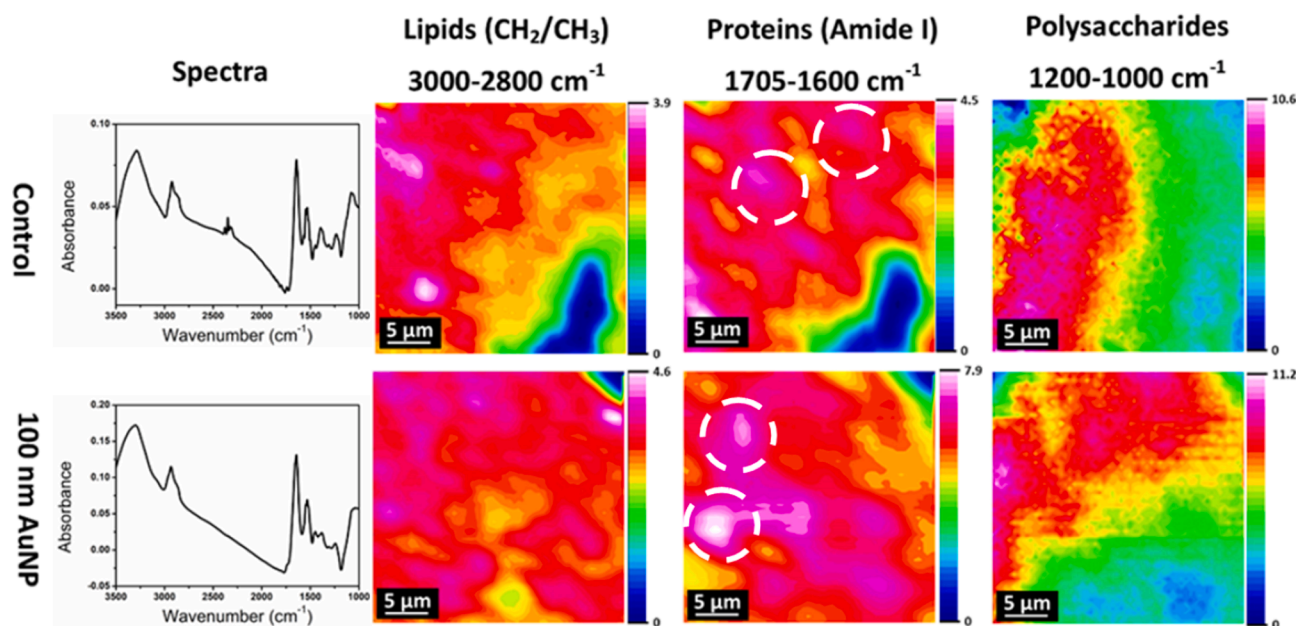 Spectra
Lipids (CH₂/CH₃)
3000-2800 cm⁻¹
Proteins (Amide I)
1705-1600 cm⁻¹
Polysaccharides
1200-1000 cm⁻¹
Control
Absorbance
0.10
0.05
0.00
3500 3000 2500 2000 1500 1000
Wavenumber (cm⁻¹)
5 µm
3.9
0
5 µm
4.5
0
5 µm
10.6
0
100 nm AuNP
Absorbance
0.20
0.15
0.10
0.05
0.00
-0.05
3500 3000 2500 2000 1500 1000
Wavenumber (cm⁻¹)
5 µm
4.6
0
5 µm
7.9
0
5 µm
11.2
0